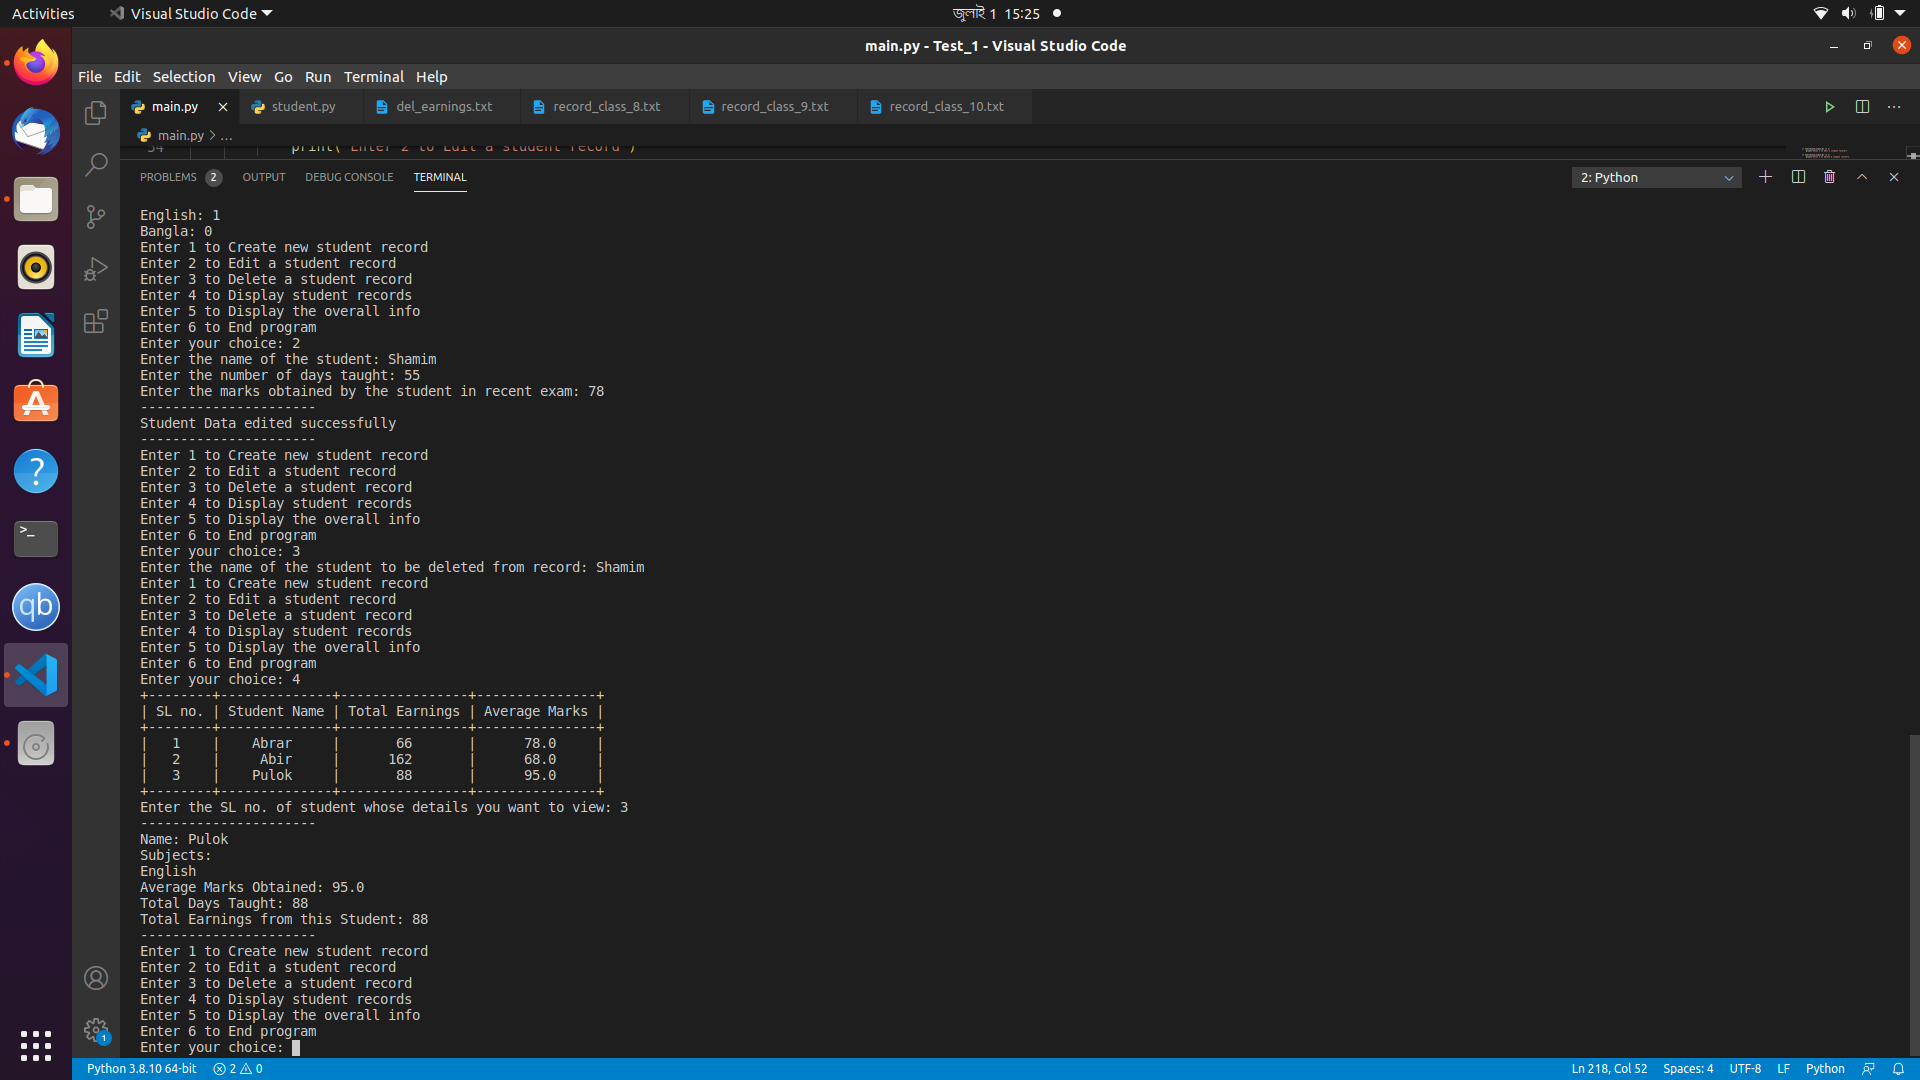 Activities
Visual Studio Code
জুলাই 1 15:25
main.py - Test_1 - Visual Studio Code
File Edit Selection View Go Run Terminal Help
main.py student.py del_earnings.txt record_class_8.txt record_class_9.txt record_class_10.txt
main.py > ...
54 print("Enter 2 to Edit a student record")
PROBLEMS 2 OUTPUT DEBUG CONSOLE TERMINAL
2: Python
English: 1
Bangla: 0
Enter 1 to Create new student record
Enter 2 to Edit a student record
Enter 3 to Delete a student record
Enter 4 to Display student records
Enter 5 to Display the overall info
Enter 6 to End program
Enter your choice: 2
Enter the name of the student: Shamim
Enter the number of days taught: 55
Enter the marks obtained by the student in recent exam: 78
----------------------
Student Data edited successfully
----------------------
Enter 1 to Create new student record
Enter 2 to Edit a student record
Enter 3 to Delete a student record
Enter 4 to Display student records
Enter 5 to Display the overall info
Enter 6 to End program
Enter your choice: 3
Enter the name of the student to be deleted from record: Shamim
Enter 1 to Create new student record
Enter 2 to Edit a student record
Enter 3 to Delete a student record
Enter 4 to Display student records
Enter 5 to Display the overall info
Enter 6 to End program
Enter your choice: 4
+--------+--------------+----------------+---------------+
| SL no. | Student Name | Total Earnings | Average Marks |
+--------+--------------+----------------+---------------+
|   1    |    Abrar     |       66       |      78.0     |
|   2    |     Abir     |      162       |      68.0     |
|   3    |    Pulok     |       88       |      95.0     |
+--------+--------------+----------------+---------------+
Enter the SL no. of student whose details you want to view: 3
----------------------
Name: Pulok
Subjects:
English
Average Marks Obtained: 95.0
Total Days Taught: 88
Total Earnings from this Student: 88
----------------------
Enter 1 to Create new student record
Enter 2 to Edit a student record
Enter 3 to Delete a student record
Enter 4 to Display student records
Enter 5 to Display the overall info
Enter 6 to End program
Enter your choice:
qb
1
Python 3.8.10 64-bit 2 0 Ln 218, Col 52 Spaces: 4 UTF-8 LF Python